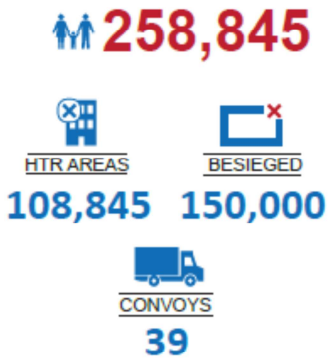 258,845
HTR AREAS BESIEGED
108,845 150,000
CONVOYS
39